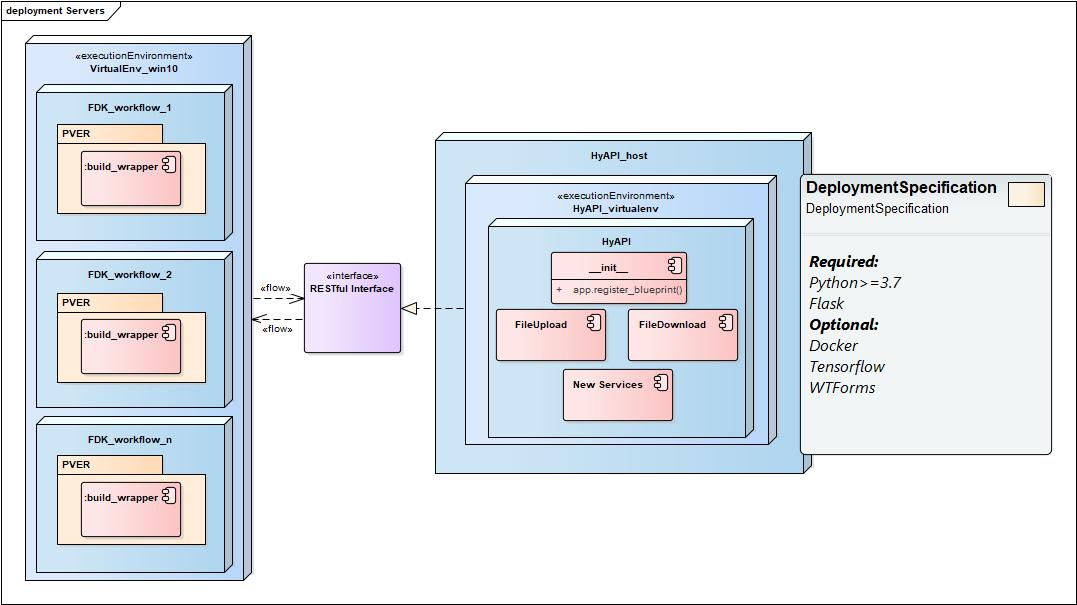 deployment Servers
«executionEnvironment»
VirtualEnv_win10
FDK_workflow_1
PVER
:build_wrapper
FDK_workflow_2
PVER
:build_wrapper
FDK_workflow_n
PVER
:build_wrapper
«flow»
«flow»
«interface»
RESTful Interface
HyAPI_host
«executionEnvironment»
HyAPI_virtualenv
HyAPI
__init__
+ app.register_blueprint()
FileUpload
FileDownload
New Services
DeploymentSpecification
DeploymentSpecification
Required:
Python>=3.7
Flask
Optional:
Docker
Tensorflow
WTForms